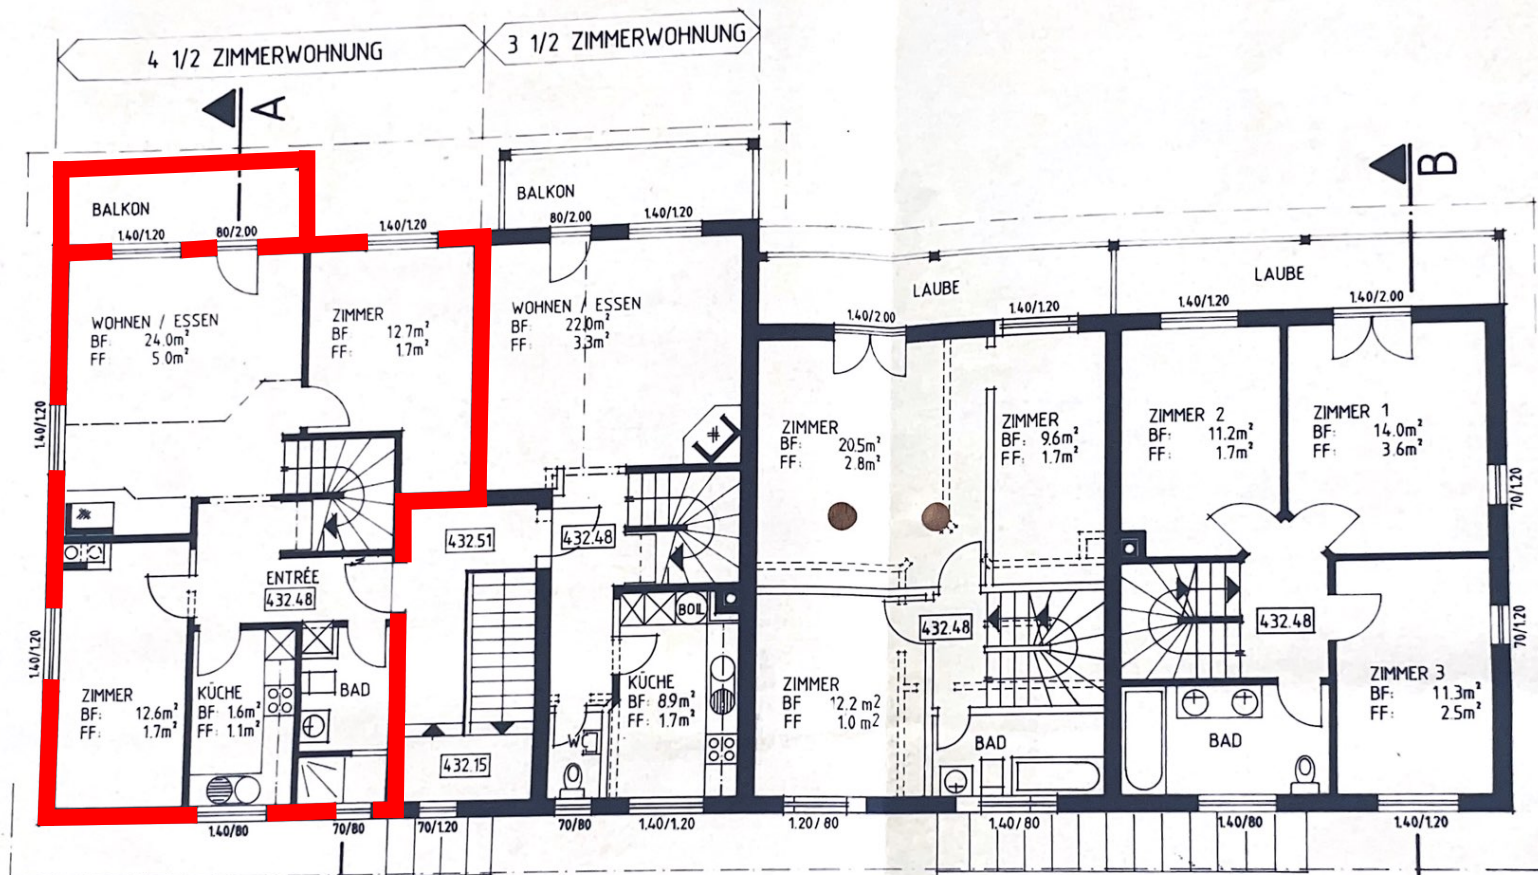 4 1/2 ZIMMERWOHNUNG
3 1/2 ZIMMERWOHNUNG
A
B
BALKON
1.40/1.20
80/2.00
1.40/1.20
BALKON
80/2.00
1.40/1.20
LAUBE
1.40/2.00
1.40/1.20
LAUBE
1.40/1.20
1.40/2.00
WOHNEN / ESSEN
BF: 24.0m²
FF 5.0m²
ZIMMER
BF: 12.7m²
FF: 1.7m²
WOHNEN / ESSEN
BF: 22.0m²
FF: 3.3m²
ZIMMER
BF: 20.5m²
FF: 2.8m²
ZIMMER
BF: 9.6m²
FF: 1.7m²
ZIMMER 2
BF: 11.2m²
FF: 1.7m²
ZIMMER 1
BF: 14.0m²
FF: 3.6m²
1.40/1.20
70/1.20
432.51
432.48
ENTRÉE
432.48
BOIL
432.48
432.48
1.40/1.20
70/1.20
ZIMMER
BF: 12.6m²
FF: 1.7m²
KÜCHE
BF: 1.6m²
FF: 1.1m²
BAD
432.15
WC
KÜCHE
BF: 8.9m²
FF: 1.7m²
ZIMMER
BF 12.2 m2
FF 1.0 m2
BAD
BAD
ZIMMER 3
BF: 11.3m²
FF: 2.5m²
1.40/80
70/80
70/1.20
70/80
1.40/1.20
1.20/80
1.40/80
1.40/80
1.40/1.20